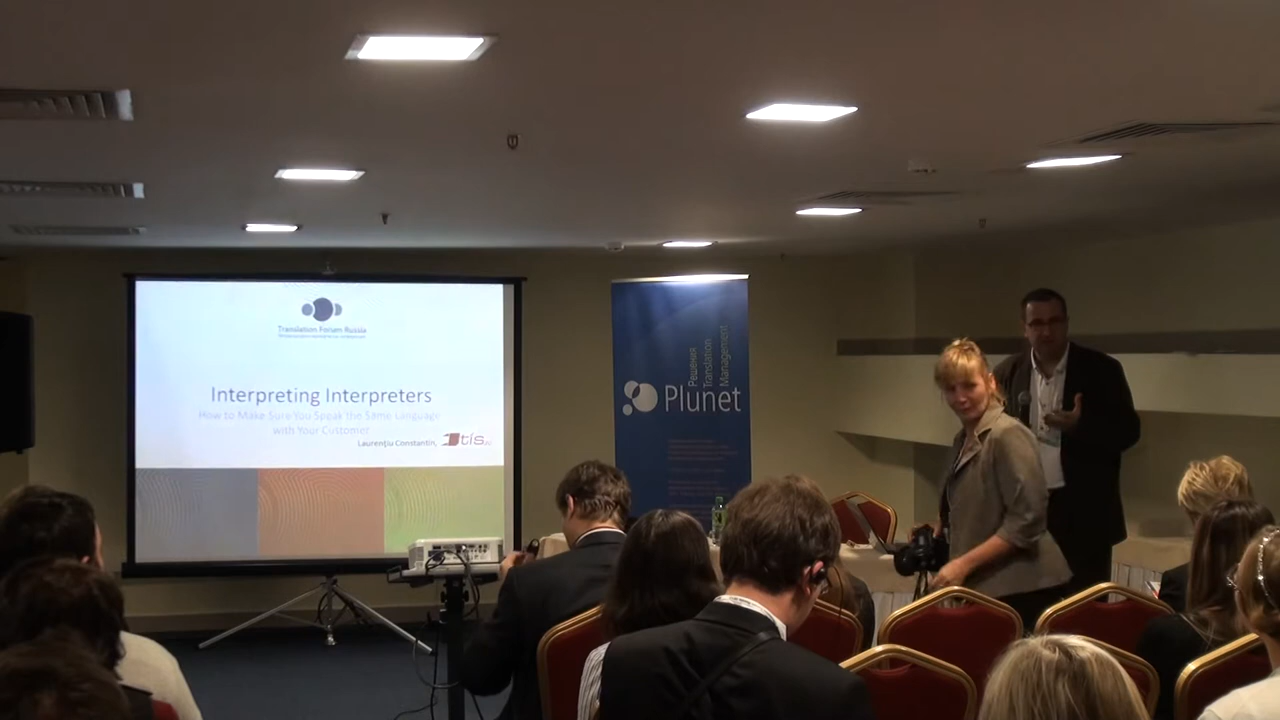 Translation Forum Russia
Interpreting Interpreters
How to Make Sure You Speak the Same Language
with Your Customer
Laurențiu Constantin,
tis
Решения
Translation
Management
Plunet